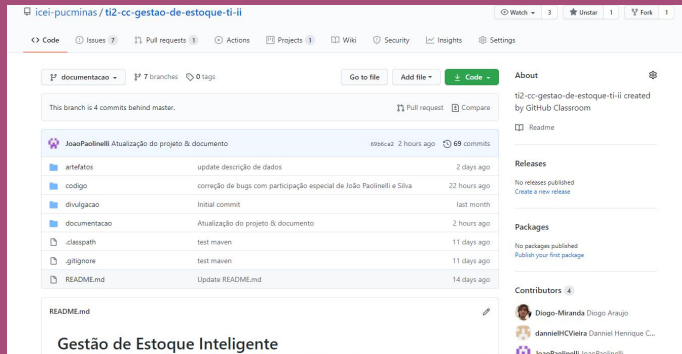 icei-pucminas / ti2-cc-gestao-de-estoque-ti-ii
Watch 3 Unstar 1 Fork 1
Code Issues 7 Pull requests 1 Actions Projects 1 Wiki Security Insights Settings
documentacao 7 branches 0 tags Go to file Add file Code
This branch is 4 commits behind master. Pull request Compare
JoaoPaolinelli Atualização do projeto & documento 69b6ca2 2 hours ago 69 commits
artefatos update descrição de dados 2 days ago
codigo correção de bugs com participação especial de João Paolinelli e Silva 22 hours ago
divulgacao Initial commit last month
documentacao Atualização do projeto & documento 2 hours ago
.classpath test maven 11 days ago
.gitignore test maven 11 days ago
README.md Update README.md 14 days ago
README.md
Gestão de Estoque Inteligente
About
ti2-cc-gestao-de-estoque-ti-ii created
by GitHub Classroom
Readme
Releases
No releases published
Create a new release
Packages
No packages published
Publish your first package
Contributors 4
Diogo-Miranda Diogo Araujo
dannielHCVieira Danniel Henrique C...
JoaoPaolinelli JoaoPaolinelli